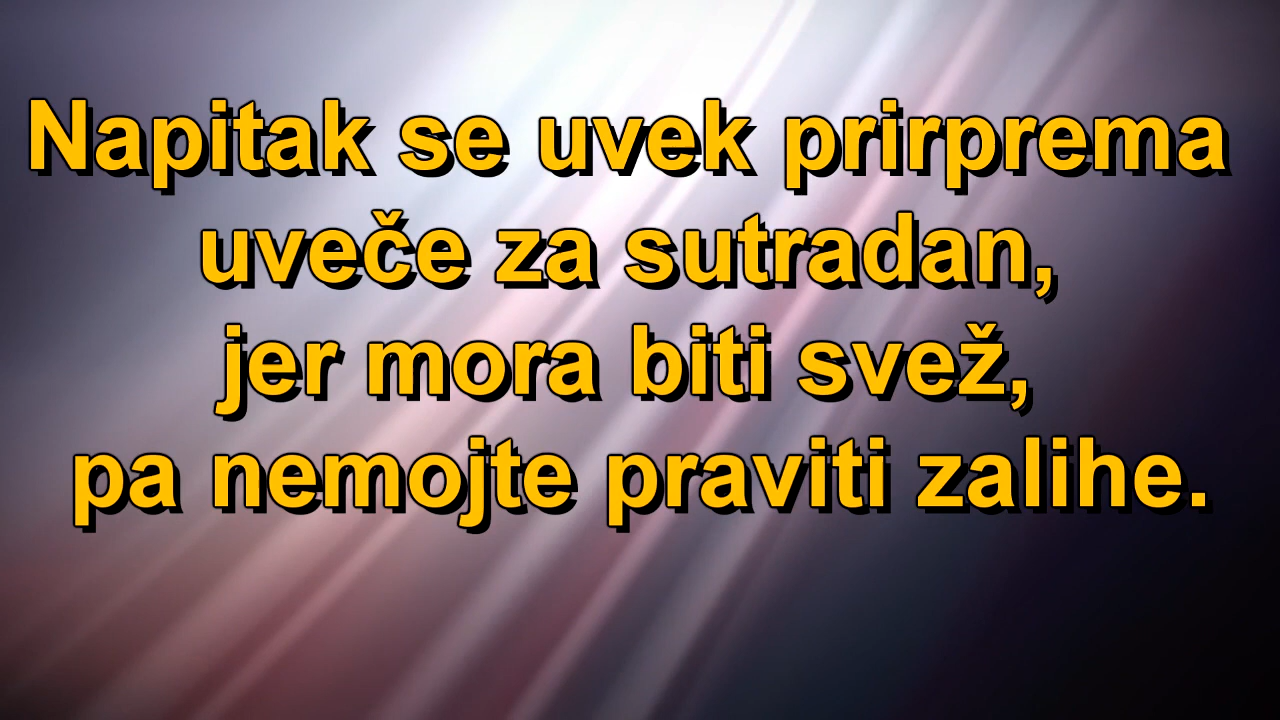 Napitak se uvek prirprema
uveče za sutradan,
jer mora biti svež,
pa nemojte praviti zalihe.